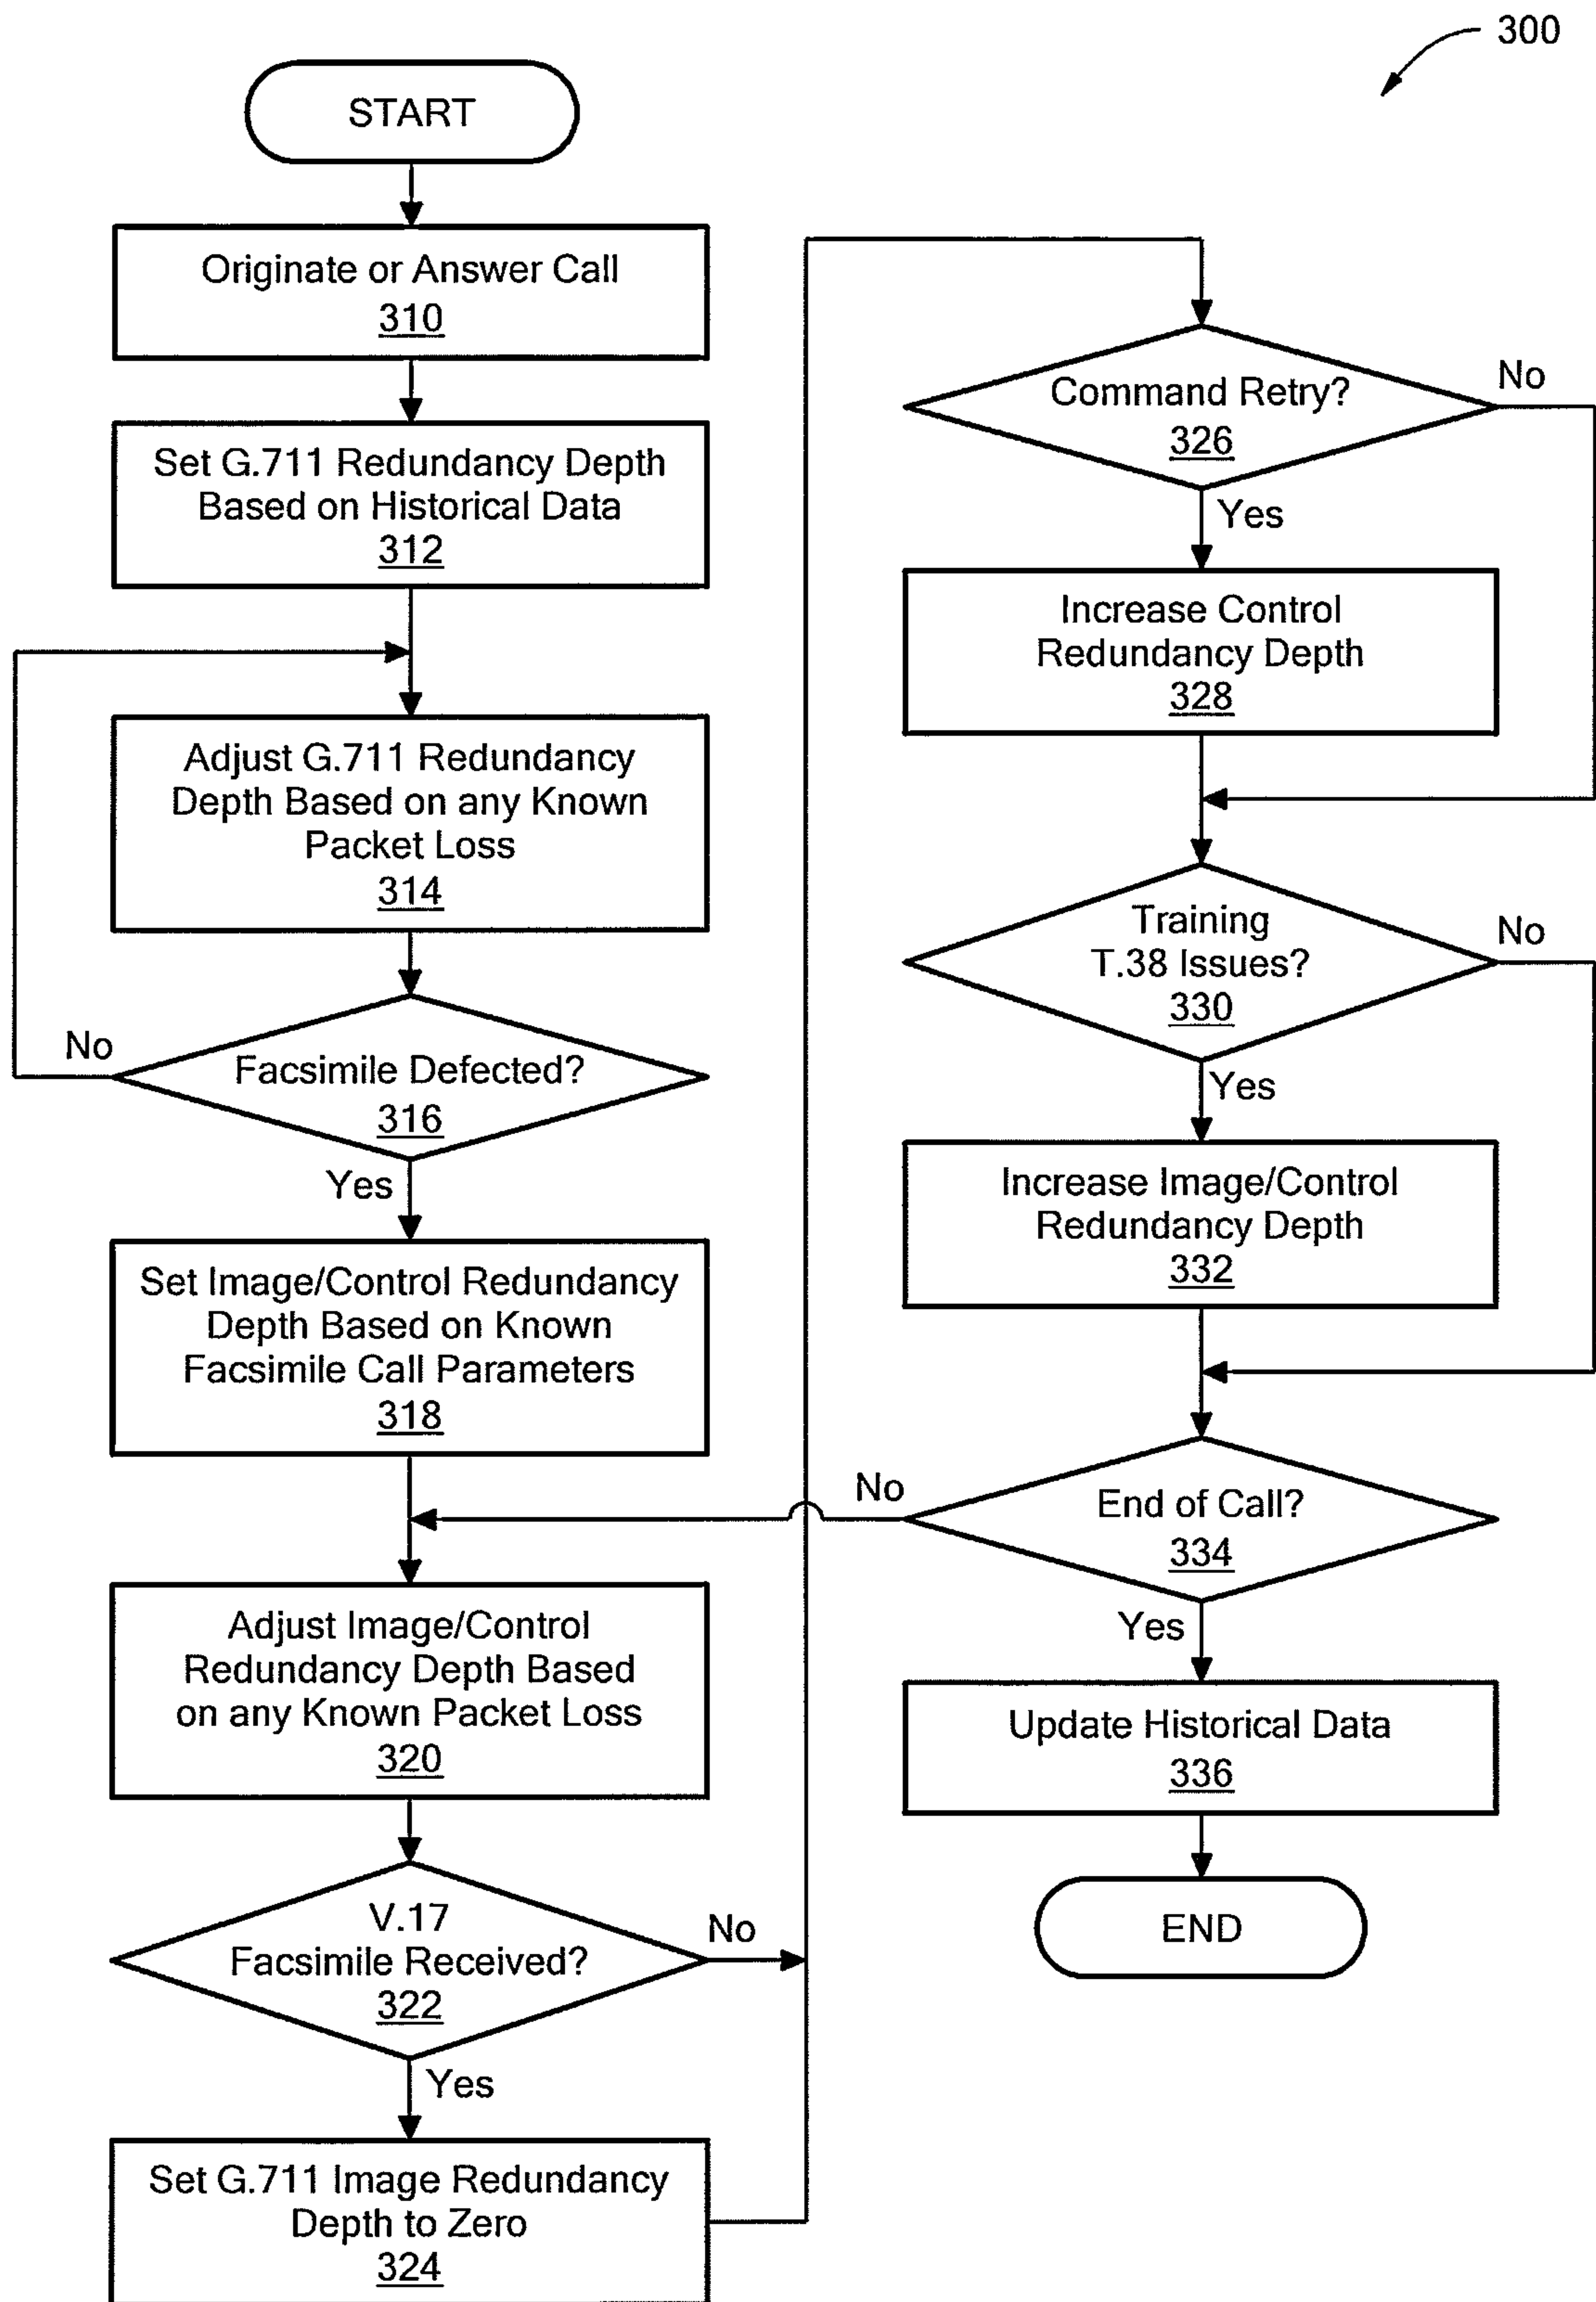 300
START
Originate or Answer Call
310
Set G.711 Redundancy Depth
Based on Historical Data
312
Adjust G.711 Redundancy
Depth Based on any Known
Packet Loss
314
No
Facsimile Defected?
316
Yes
Set Image/Control Redundancy
Depth Based on Known
Facsimile Call Parameters
318
Adjust Image/Control
Redundancy Depth Based
on any Known Packet Loss
320
V.17
Facsimile Received?
322
No
Yes
Set G.711 Image Redundancy
Depth to Zero
324
Command Retry?
326
No
Yes
Increase Control
Redundancy Depth
328
Training
T.38 Issues?
330
No
Yes
Increase Image/Control
Redundancy Depth
332
No
End of Call?
334
Yes
Update Historical Data
336
END